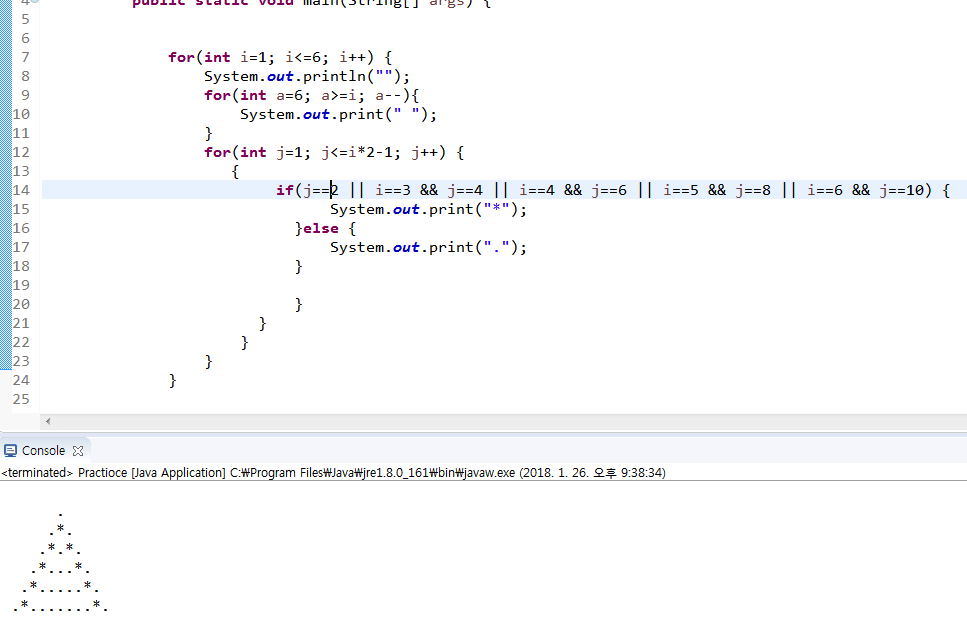 4
public static void main(String[] args) {
5
6
7 for(int i=1; i<=6; i++) {
8 System.out.println("");
9 for(int a=6; a>=i; a--){
10 System.out.print(" ");
11 }
12 for(int j=1; j<=i*2-1; j++) {
13 {
14 if(j==2 || i==3 && j==4 || i==4 && j==6 || i==5 && j==8 || i==6 && j==10) {
15 System.out.print("*");
16 }else {
17 System.out.print(".");
18 }
19
20 }
21 }
22 }
23 }
24 }
25
Console
<terminated> Practioce [Java Application] C:₩Program Files₩Java₩jre1.8.0_161₩bin₩javaw.exe (2018. 1. 26. 오후 9:38:34)
.
.*.
.*.*.
.*...*.
.*.....*.
.*.......*.